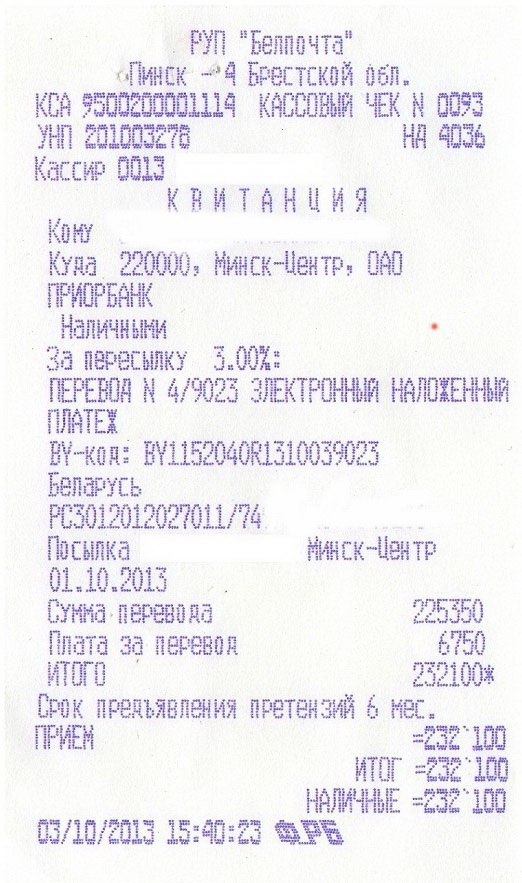 РУП "Белпочта"
Пинск - 4 Брестской обл.
КСА 9500200001114 КАССОВЫЙ ЧЕК N 0093
УНП 201003276 НД 4036
Кассир 0013
К В И Т А Н Ц И Я
Кому
Куда 220000, Минск-Центр, ОАО
ПРИОРБАНК
Наличными
За пересылку 3.00%:
ПЕРЕВОД N 4/9023 ЭЛЕКТРОННЫЙ НАЛОЖЕННЫЙ
ПЛАТЕЖ
BY-код: BY1152040R1310039023
Беларусь
РС3012012027011/74
Посылка Минск-Центр
01.10.2013
Сумма перевода 225350
Плата за перевод 6750
ИТОГО 232100*
Срок предъявления претензий 6 мес.
ПРИЕМ =232`100
ИТОГ =232`100
НАЛИЧНЫЕ =232`100
03/10/2013 15:40:23 ФРБ